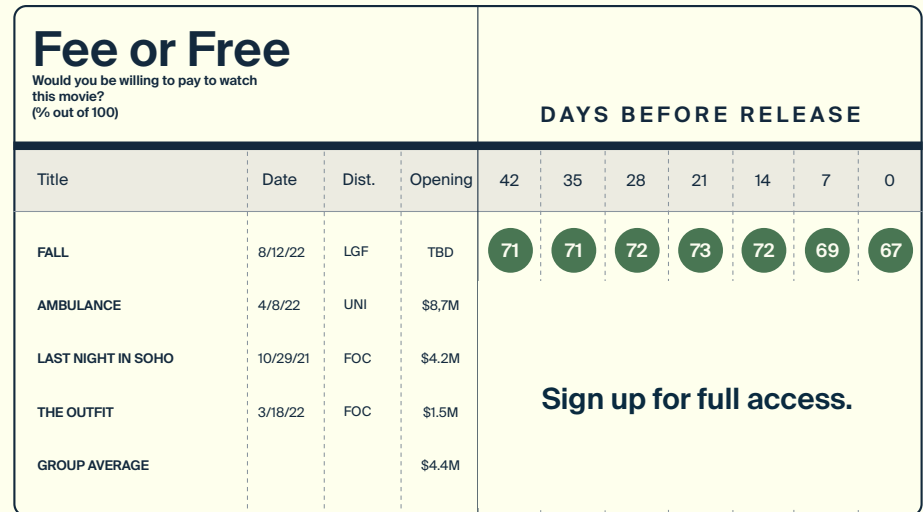 Fee or Free
Would you be willing to pay to watch
this movie?
(% out of 100)
DAYS BEFORE RELEASE
Title Date Dist. Opening 42 35 28 21 14 7 0
FALL 8/12/22 LGF TBD 71 71 72 73 72 69 67
AMBULANCE 4/8/22 UNI $8,7M
LAST NIGHT IN SOHO 10/29/21 FOC $4.2M
Sign up for full access.
THE OUTFIT 3/18/22 FOC $1.5M
GROUP AVERAGE $4.4M